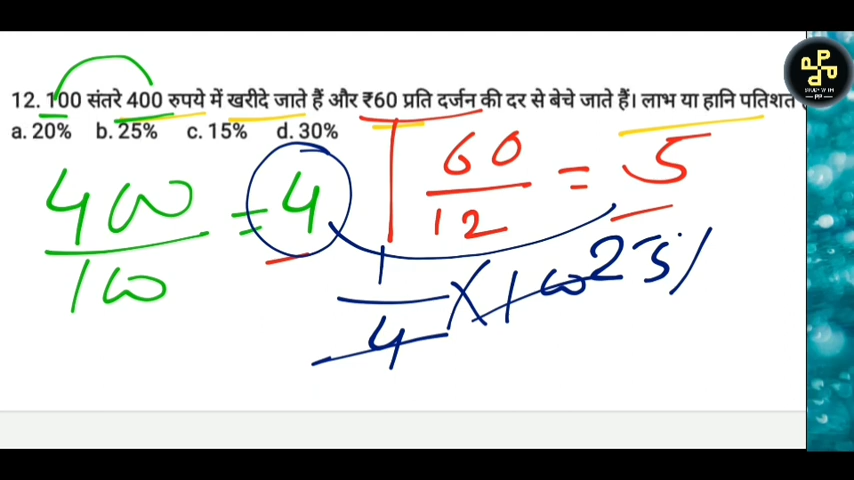 12. 100 संतरे 400 रुपये में खरीदे जाते हैं और ₹60 प्रति दर्जन की दर से बेचे जाते हैं। लाभ या हानि पतिशत
a. 20% b. 25% c. 15% d. 30%
400/100 = 4
60/12 = 5
1/4 × 100 25%